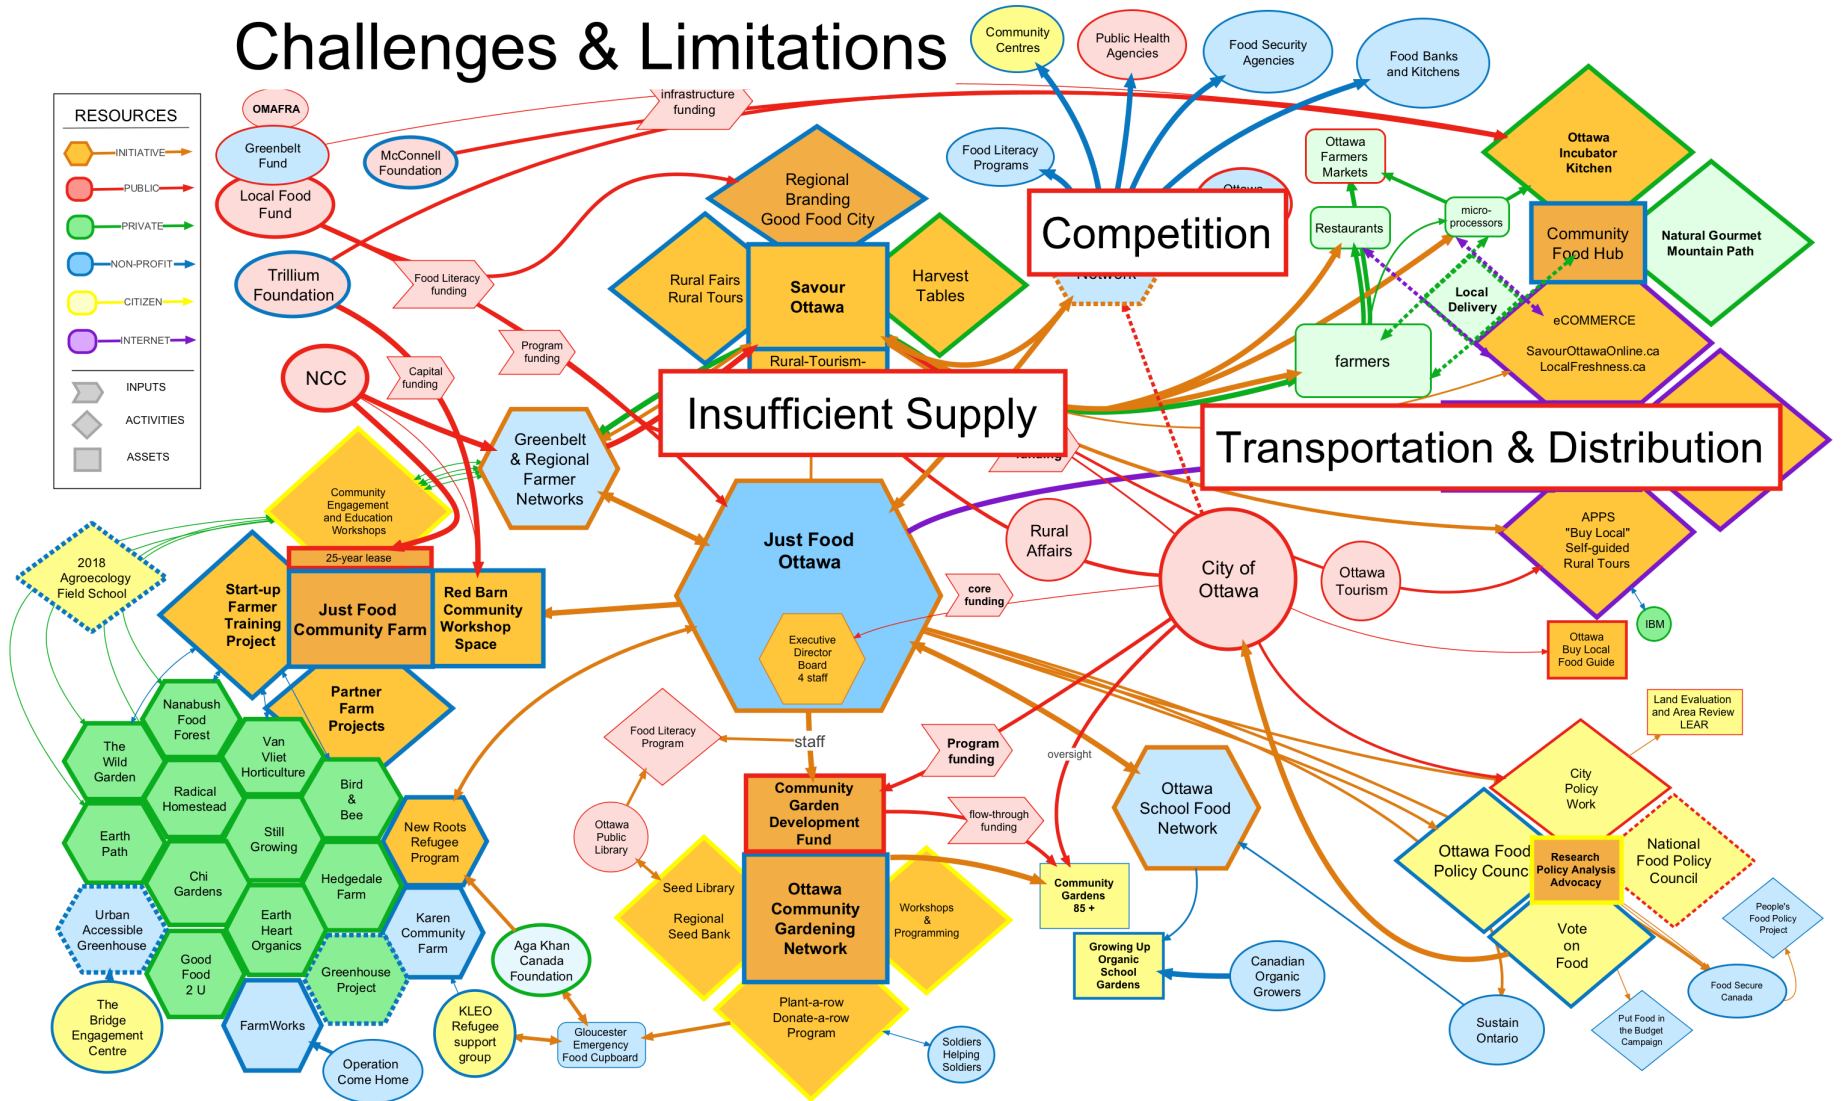 Challenges & Limitations
RESOURCES
INITIATIVE
PUBLIC
PRIVATE
NON-PROFIT
CITIZEN
INTERNET
INPUTS
ACTIVITIES
ASSETS
OMAFRA
Greenbelt
Fund
Local Food
Fund
McConnell
Foundation
infrastructure
funding
Trillium
Foundation
Food Literacy
funding
Program
funding
Capital
funding
NCC
Community
Centres
Public Health
Agencies
Food Security
Agencies
Food Banks
and Kitchens
Food Literacy
Programs
Ottawa
Competition
Network
Regional
Branding
Good Food City
Rural Fairs
Rural Tours
Savour
Ottawa
Harvest
Tables
Rural-Tourism-
Insufficient Supply
funding
Ottawa
Farmers
Markets
Restaurants
micro-
processors
farmers
Local
Delivery
Ottawa
Incubator
Kitchen
Community
Food Hub
Natural Gourmet
Mountain Path
eCOMMERCE
SavourOttawaOnline.ca
LocalFreshness.ca
Transportation & Distribution
APPS
"Buy Local"
Self-guided
Rural Tours
IBM
Ottawa
Buy Local
Food Guide
Greenbelt
& Regional
Farmer
Networks
Community
Engagement
and Education
Workshops
2018
Agroecology
Field School
Start-up
Farmer
Training
Project
25-year lease
Just Food
Community Farm
Red Barn
Community
Workshop
Space
Partner
Farm
Projects
Just Food
Ottawa
Executive
Director
Board
4 staff
core
funding
Rural
Affairs
City of
Ottawa
Ottawa
Tourism
Nanabush
Food
Forest
The
Wild
Garden
Van
Vliet
Horticulture
Radical
Homestead
Bird
&
Bee
Earth
Path
Still
Growing
Chi
Gardens
Hedgedale
Farm
Urban
Accessible
Greenhouse
Earth
Heart
Organics
Good
Food
2 U
Greenhouse
Project
New Roots
Refugee
Program
Karen
Community
Farm
The
Bridge
Engagement
Centre
FarmWorks
Operation
Come Home
KLEO
Refugee
support
group
Aga Khan
Canada
Foundation
Gloucester
Emergency
Food Cupboard
Food Literacy
Program
staff
Ottawa
Public
Library
Program
funding
oversight
Community
Garden
Development
Fund
flow-through
funding
Seed Library
Regional
Seed Bank
Ottawa
Community
Gardening
Network
Workshops
&
Programming
Plant-a-row
Donate-a-row
Program
Soldiers
Helping
Soldiers
Community
Gardens
85 +
Growing Up
Organic
School
Gardens
Canadian
Organic
Growers
Ottawa
School Food
Network
Land Evaluation
and Area Review
LEAR
City
Policy
Work
Ottawa Food
Policy Counc
Research
Policy Analysis
Advocacy
National
Food Policy
Council
Vote
on
Food
People's
Food Policy
Project
Food Secure
Canada
Put Food in
the Budget
Campaign
Sustain
Ontario